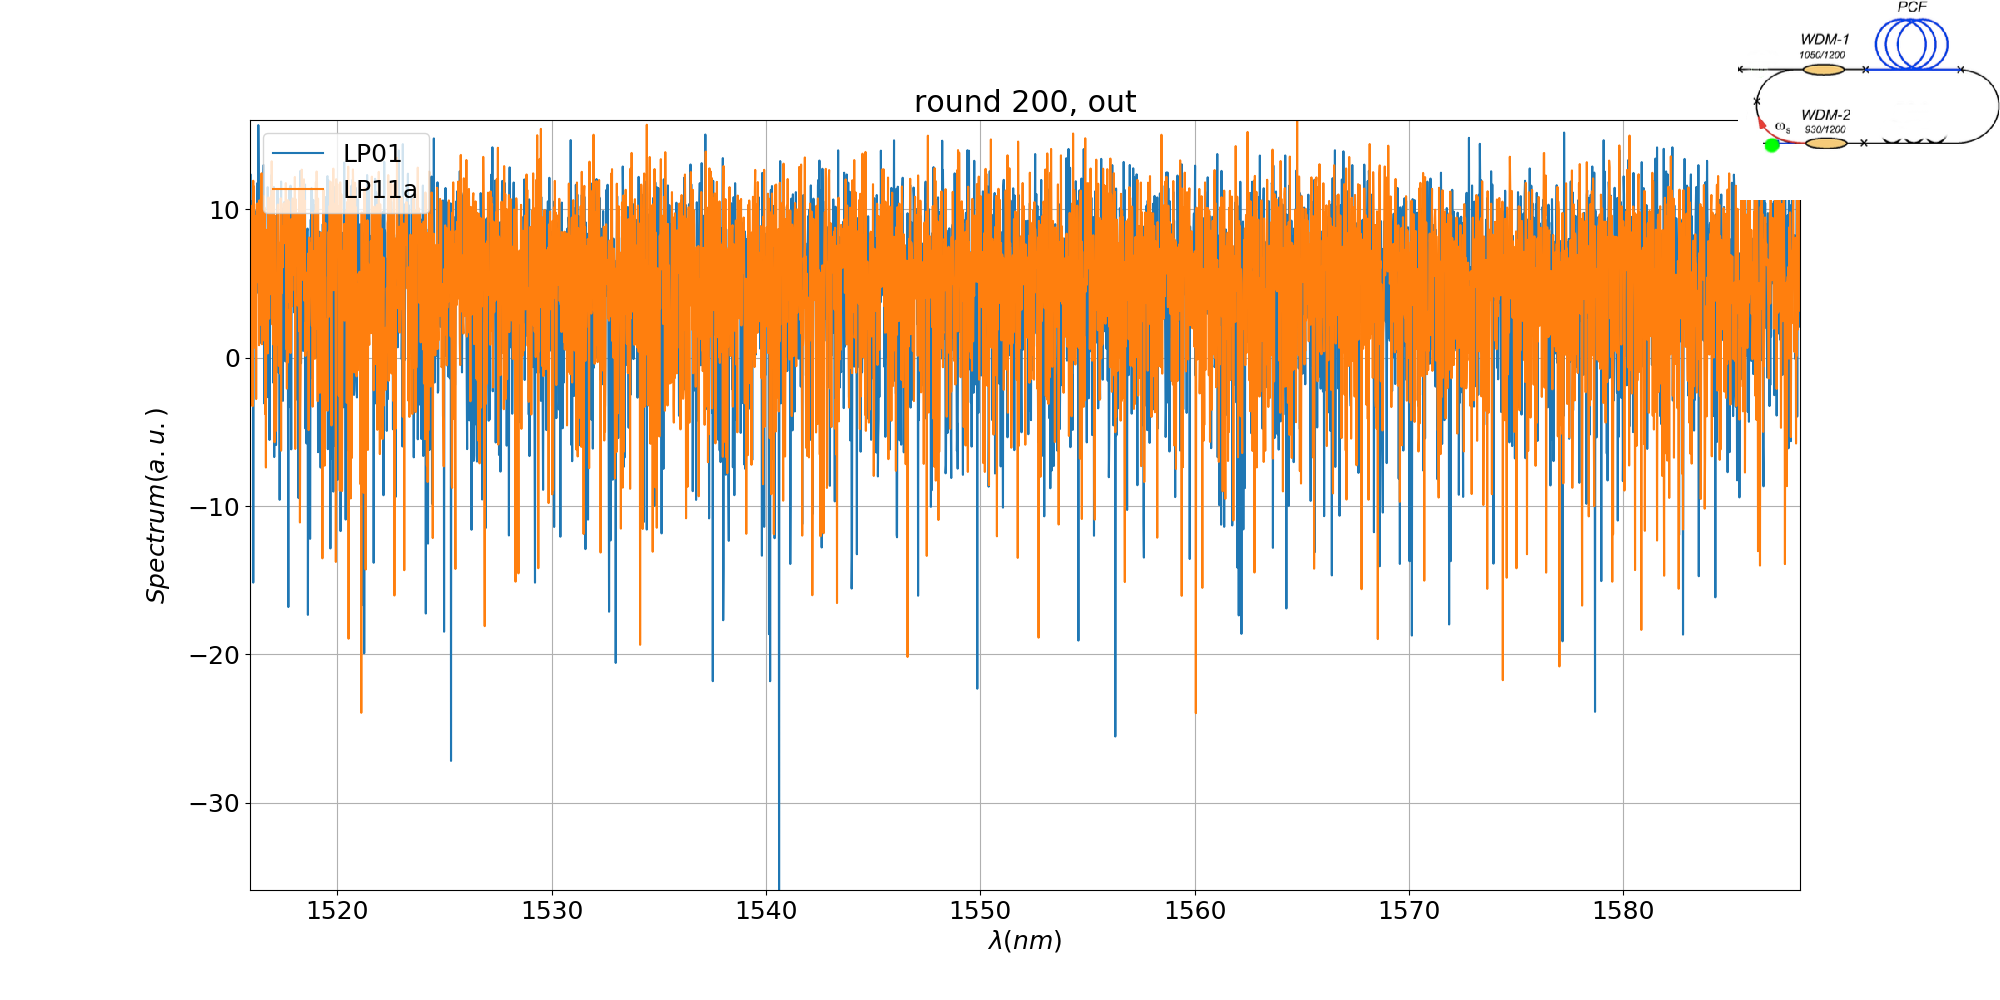 PCF
WDM-1
1050/1200
round 200, out
WDM-2
930/1200
ωs
LP01
LP11a
10
0
−10
−20
−30
Spectrum(a. u.)
1520
1530
1540
1550
1560
1570
1580
λ(nm)